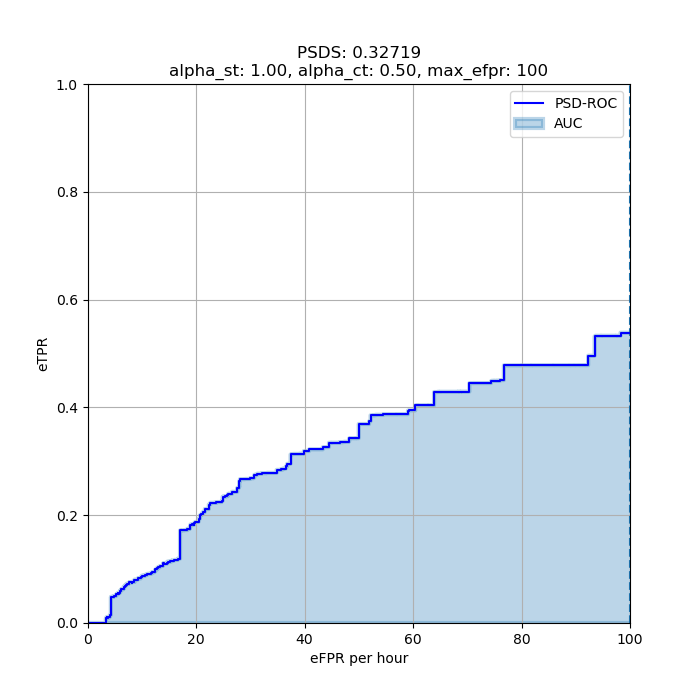 PSDS: 0.32719
alpha_st: 1.00, alpha_ct: 0.50, max_efpr: 100
1.0
PSD-ROC
AUC
0.8
0.6
eTPR
0.4
0.2
0.0
0 20 40 60 80 100
eFPR per hour